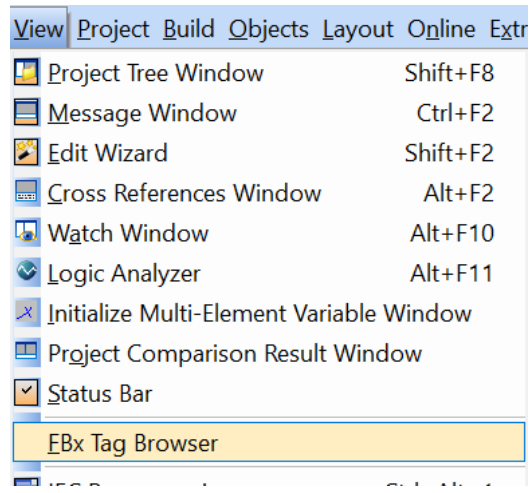 View Project Build Objects Layout Online Extr
Project Tree Window Shift+F8
Message Window Ctrl+F2
Edit Wizard Shift+F2
Cross References Window Alt+F2
Watch Window Alt+F10
Logic Analyzer Alt+F11
Initialize Multi-Element Variable Window
Project Comparison Result Window
Status Bar
FBx Tag Browser